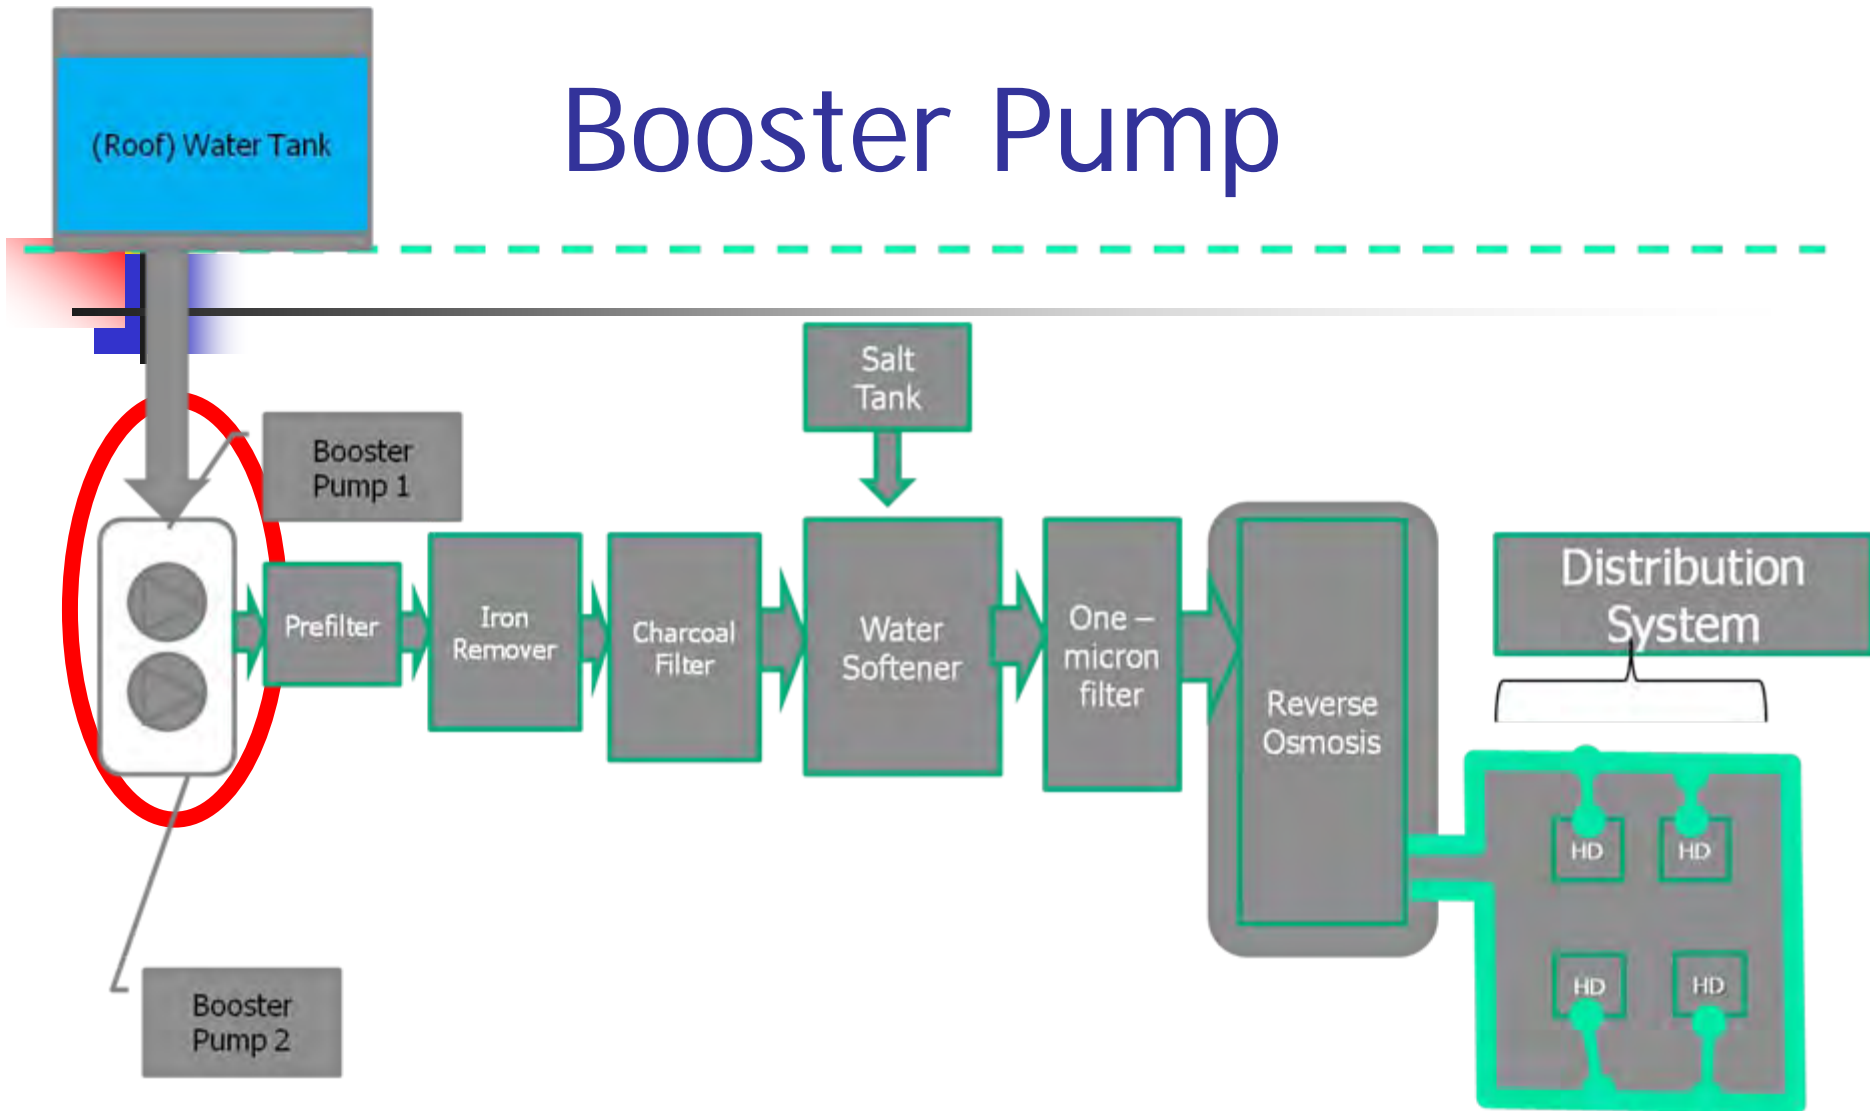 (Roof) Water Tank
Booster Pump
Salt
Tank
Booster
Pump 1
Prefilter
Iron
Remover
Charcoal
Filter
Water
Softener
One –
micron
filter
Reverse
Osmosis
Distribution
System
HD
HD
HD
HD
Booster
Pump 2